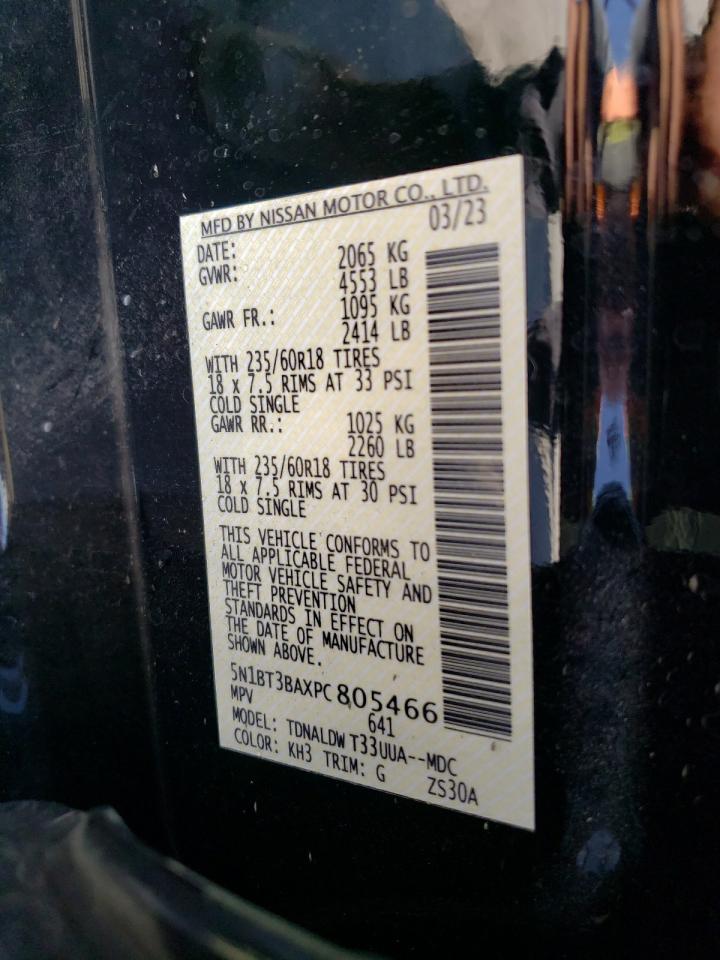 MFD BY NISSAN MOTOR CO., LTD.
DATE: 03/23
GVWR: 2065 KG
4553 LB
GAWR FR.: 1095 KG
2414 LB
WITH 235/60R18 TIRES
18 x 7.5 RIMS AT 33 PSI
COLD SINGLE
GAWR RR.: 1025 KG
2260 LB
WITH 235/60R18 TIRES
18 x 7.5 RIMS AT 30 PSI
COLD SINGLE
THIS VEHICLE CONFORMS TO
ALL APPLICABLE FEDERAL
MOTOR VEHICLE SAFETY AND
THEFT PREVENTION
STANDARDS IN EFFECT ON
THE DATE OF MANUFACTURE
SHOWN ABOVE.
5N1BT3BAXPC805466
MPV 641
MODEL: TDNALDW T33UUA--MDC
COLOR: KH3 TRIM: G ZS30A